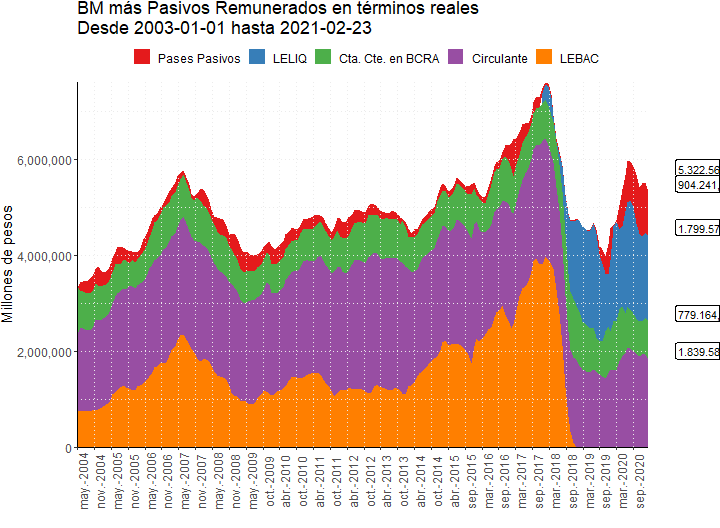 BM más Pasivos Remunerados en términos reales
Desde 2003-01-01 hasta 2021-02-23
Pases Pasivos LELIQ Cta. Cte. en BCRA Circulante LEBAC
Millones de pesos
6,000,000
4,000,000
2,000,000
0
5.322.56
904.241,
1.799.57
779.164,
1.839.58
may.-2004
nov.-2004
may.-2005
nov.-2005
may.-2006
nov.-2006
may.-2007
nov.-2007
may.-2008
nov.-2008
may.-2009
oct.-2009
abr.-2010
oct.-2010
abr.-2011
oct.-2011
abr.-2012
oct.-2012
abr.-2013
oct.-2013
abr.-2014
oct.-2014
abr.-2015
sep.-2015
mar.-2016
sep.-2016
mar.-2017
sep.-2017
mar.-2018
sep.-2018
mar.-2019
sep.-2019
mar.-2020
sep.-2020